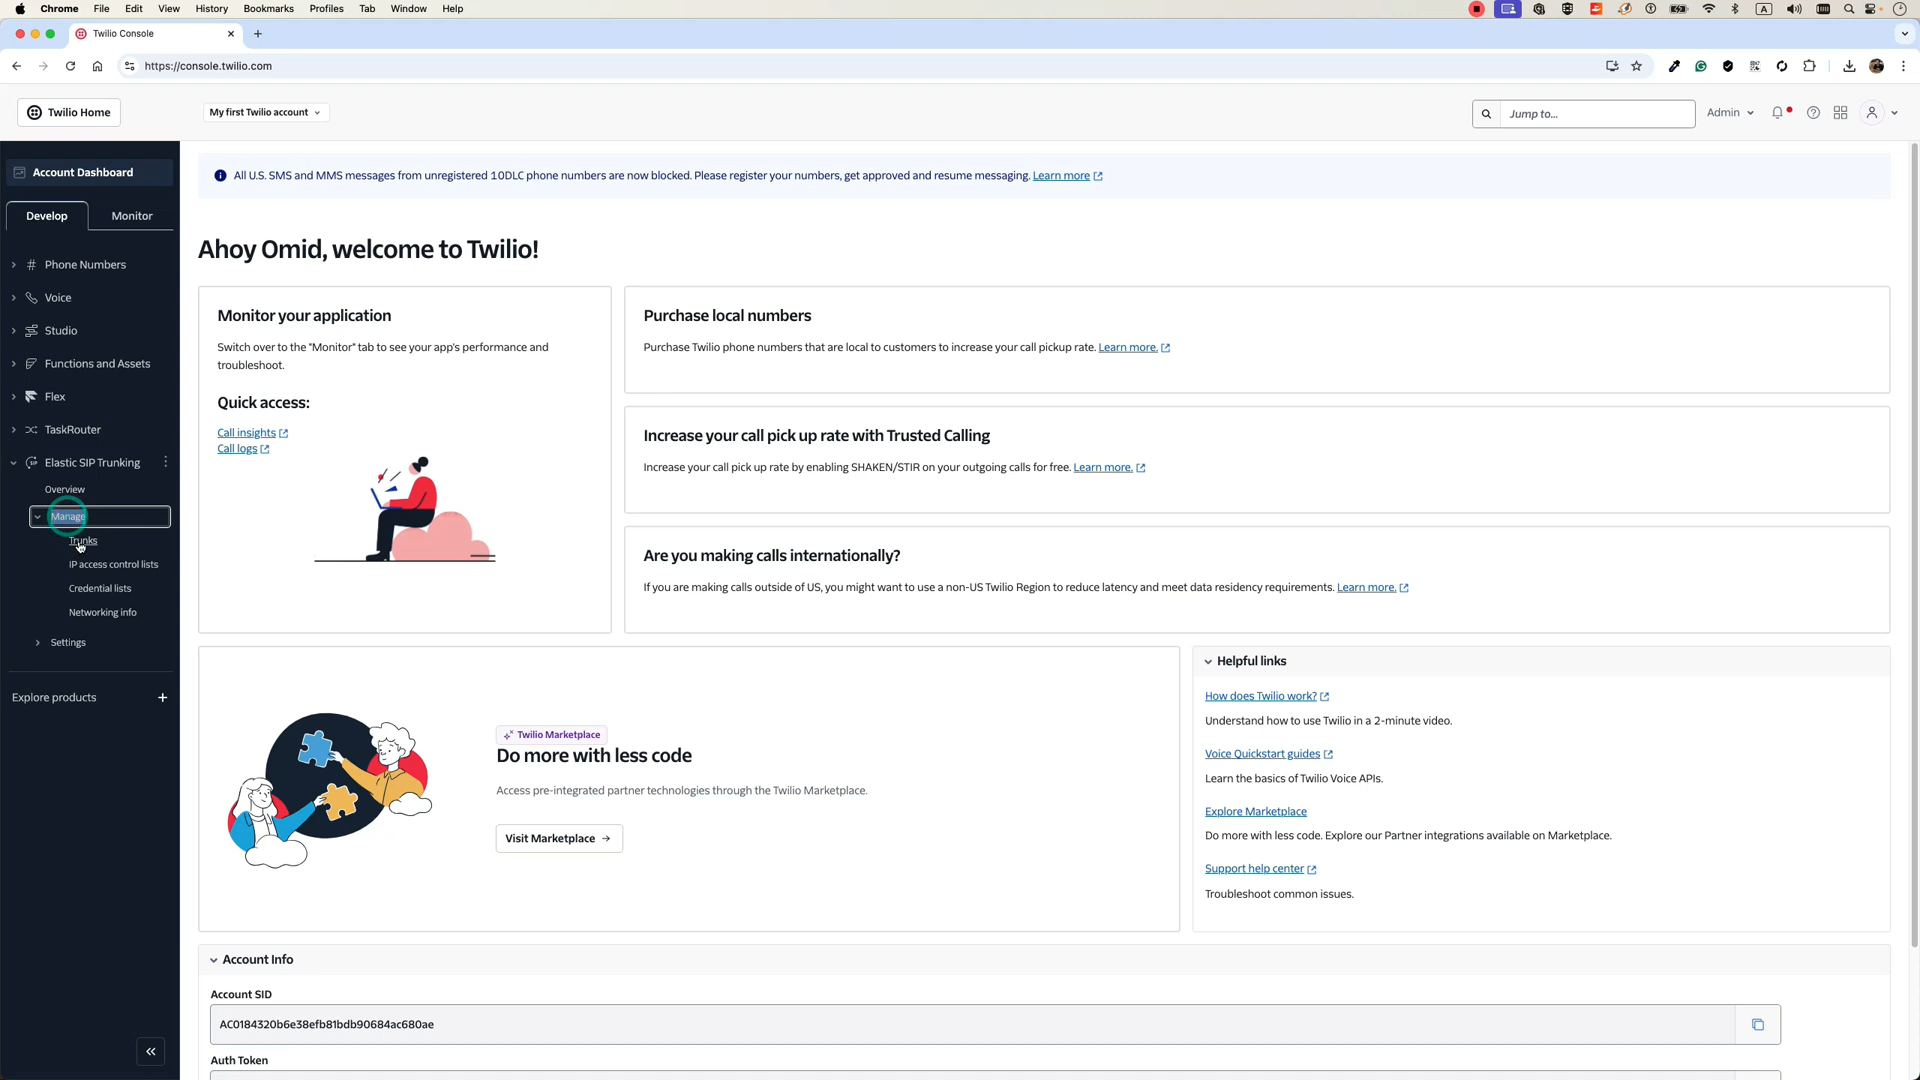 Chrome File Edit View History Bookmarks Profiles Tab Window Help
Twilio Console
https://console.twilio.com
Twilio Home
My first Twilio account
Jump to...
Admin
Account Dashboard
Develop
Monitor
Phone Numbers
Voice
Studio
Functions and Assets
Flex
TaskRouter
Elastic SIP Trunking
Overview
Manage
Trunks
IP access control lists
Credential lists
Networking info
Settings
Explore products
All U.S. SMS and MMS messages from unregistered 10DLC phone numbers are now blocked. Please register your numbers, get approved and resume messaging. Learn more
Ahoy Omid, welcome to Twilio!
Monitor your application
Switch over to the "Monitor" tab to see your app's performance and
troubleshoot.
Quick access:
Call insights
Call logs
Purchase local numbers
Purchase Twilio phone numbers that are local to customers to increase your call pickup rate. Learn more.
Increase your call pick up rate with Trusted Calling
Increase your call pick up rate by enabling SHAKEN/STIR on your outgoing calls for free. Learn more.
Are you making calls internationally?
If you are making calls outside of US, you might want to use a non-US Twilio Region to reduce latency and meet data residency requirements. Learn more.
Twilio Marketplace
Do more with less code
Access pre-integrated partner technologies through the Twilio Marketplace.
Visit Marketplace
Helpful links
How does Twilio work?
Understand how to use Twilio in a 2-minute video.
Voice Quickstart guides
Learn the basics of Twilio Voice APIs.
Explore Marketplace
Do more with less code. Explore our Partner integrations available on Marketplace.
Support help center
Troubleshoot common issues.
Account Info
Account SID
AC0184320b6e38efb81bdb90684ac680ae
Auth Token